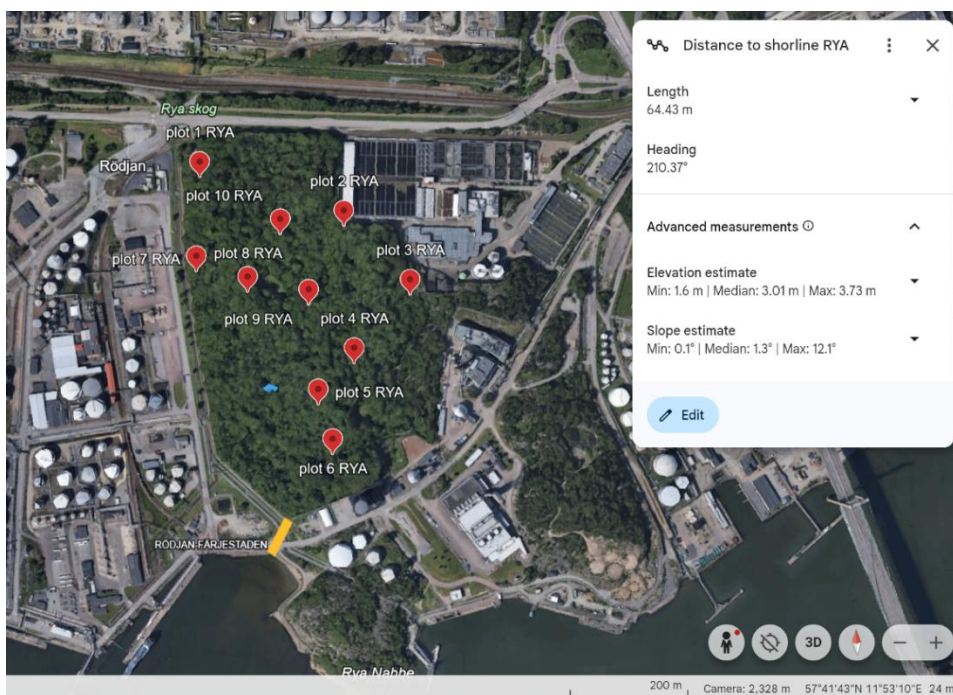 Distance to shorline RYA
Length
64.43 m
Heading
210.37°
Advanced measurements
Elevation estimate
Min: 1.6 m | Median: 3.01 m | Max: 3.73 m
Slope estimate
Min: 0.1° | Median: 1.3° | Max: 12.1°
Edit
Rya skog
plot 1 RYA
Rödjan
plot 10 RYA
plot 2 RYA
plot 7 RYA
plot 8 RYA
plot 3 RYA
plot 9 RYA
plot 4 RYA
plot 5 RYA
plot 6 RYA
RÖDJAN-FÄRJESTADEN
Rya Nabbe
3D
200 m
Camera: 2,328 m 57°41'43"N 11°53'10"E 24 m